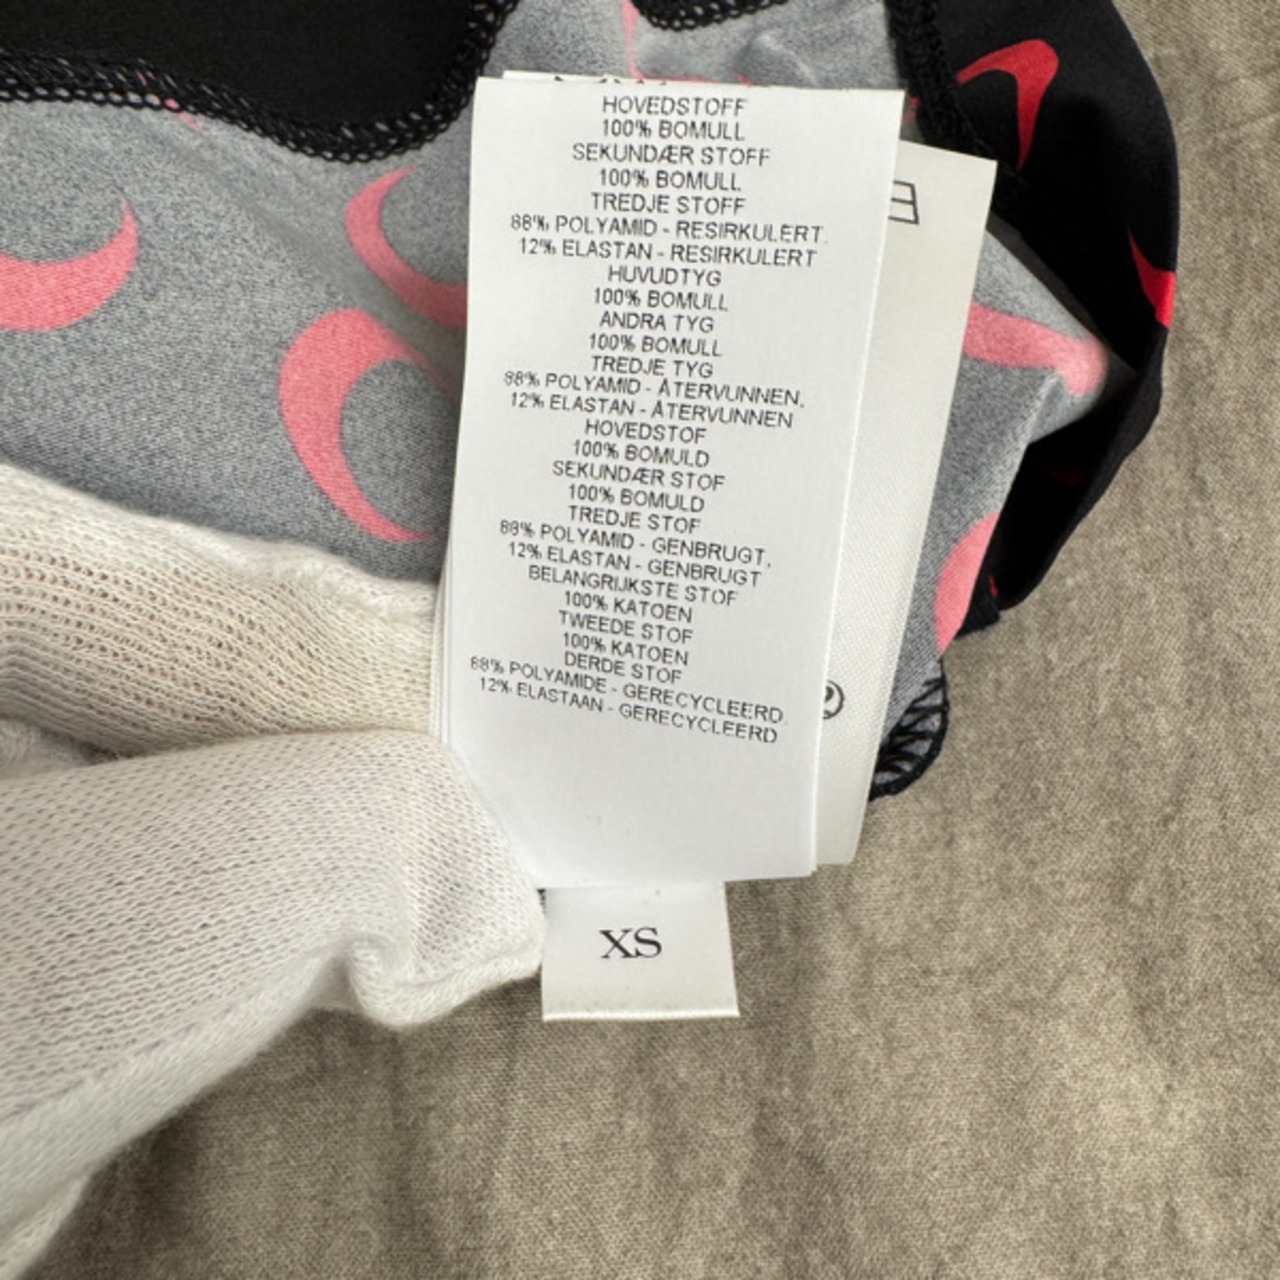 HOVEDSTOFF
100% BOMULL
SEKUNDÆR STOFF
100% BOMULL
TREDJE STOFF
88% POLYAMID - RESIRKULERT.
12% ELASTAN - RESIRKULERT
HUVUDTYG
100% BOMULL
ANDRA TYG
100% BOMULL
TREDJE TYG
88% POLYAMID - ÅTERVUNNEN.
12% ELASTAN - ÅTERVUNNEN
HOVEDSTOF
100% BOMULD
SEKUNDÆR STOF
100% BOMULD
TREDJE STOF
88% POLYAMID - GENBRUGT.
12% ELASTAN - GENBRUGT
BELANGRIJKSTE STOF
100% KATOEN
TWEEDE STOF
100% KATOEN
DERDE STOF
88% POLYAMIDE - GERECYCLEERD.
12% ELASTAAN - GERECYCLEERD
XS